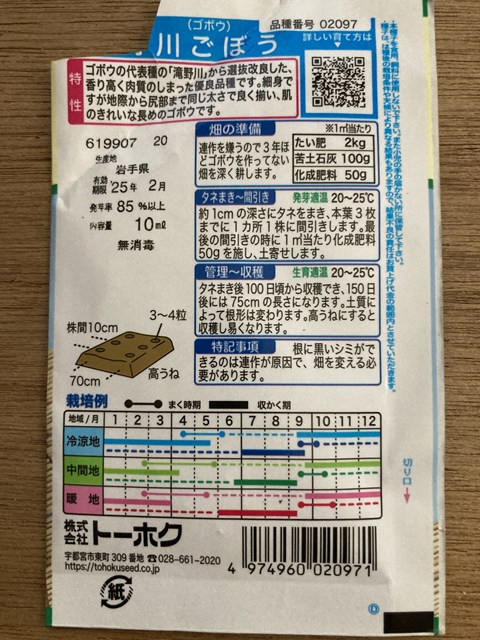 （ゴボウ）
品種番号 02097
川ごぼう
詳しい育て方は
特性
ゴボウの代表種の「滝野川」から選抜改良した、
香り高く肉質のしまった優良品種です。細身で
すが地際から尻部まで同じ太さで良く揃い、肌
のきれいな長めのゴボウです。
619907 20
生産地
岩手県
有効期限 '25年 2月
発芽率 85%以上
内容量 10mℓ
無消毒
畑の準備
※1㎡当たり
連作を嫌うので3年ほ
どゴボウを作ってない
畑を深く耕します。
たい肥 2kg
苦土石灰 100g
化成肥料 50g
タネまき～間引き 発芽適温 20～25℃
約1cmの深さにタネをまき、本葉3枚
までに1カ所1株に間引きします。最
後の間引きの時に1㎡当たり化成肥料
50gを施し、土寄せします。
管理～収穫 生育適温 20～25℃
タネまき後100日頃から収穫でき、150日
後には75cmの長さになります。土質に
よって根形は変わります。高うねにすると
収穫し易くなります。
特記事項 根に黒いシミができ
るのは連作が原因で、畑を変える必
要があります。
3～4粒
株間10cm
70cm
高うね
栽培例
まく時期
収かく期
地域/月 1 2 3 4 5 6 7 8 9 10 11 12
冷涼地
中間地
暖地
切り口
株式会社トーホク
宇都宮市東町309番地 ☎028-661-2020
https://tohokuseed.co.jp
4 974960 020971
紙
D